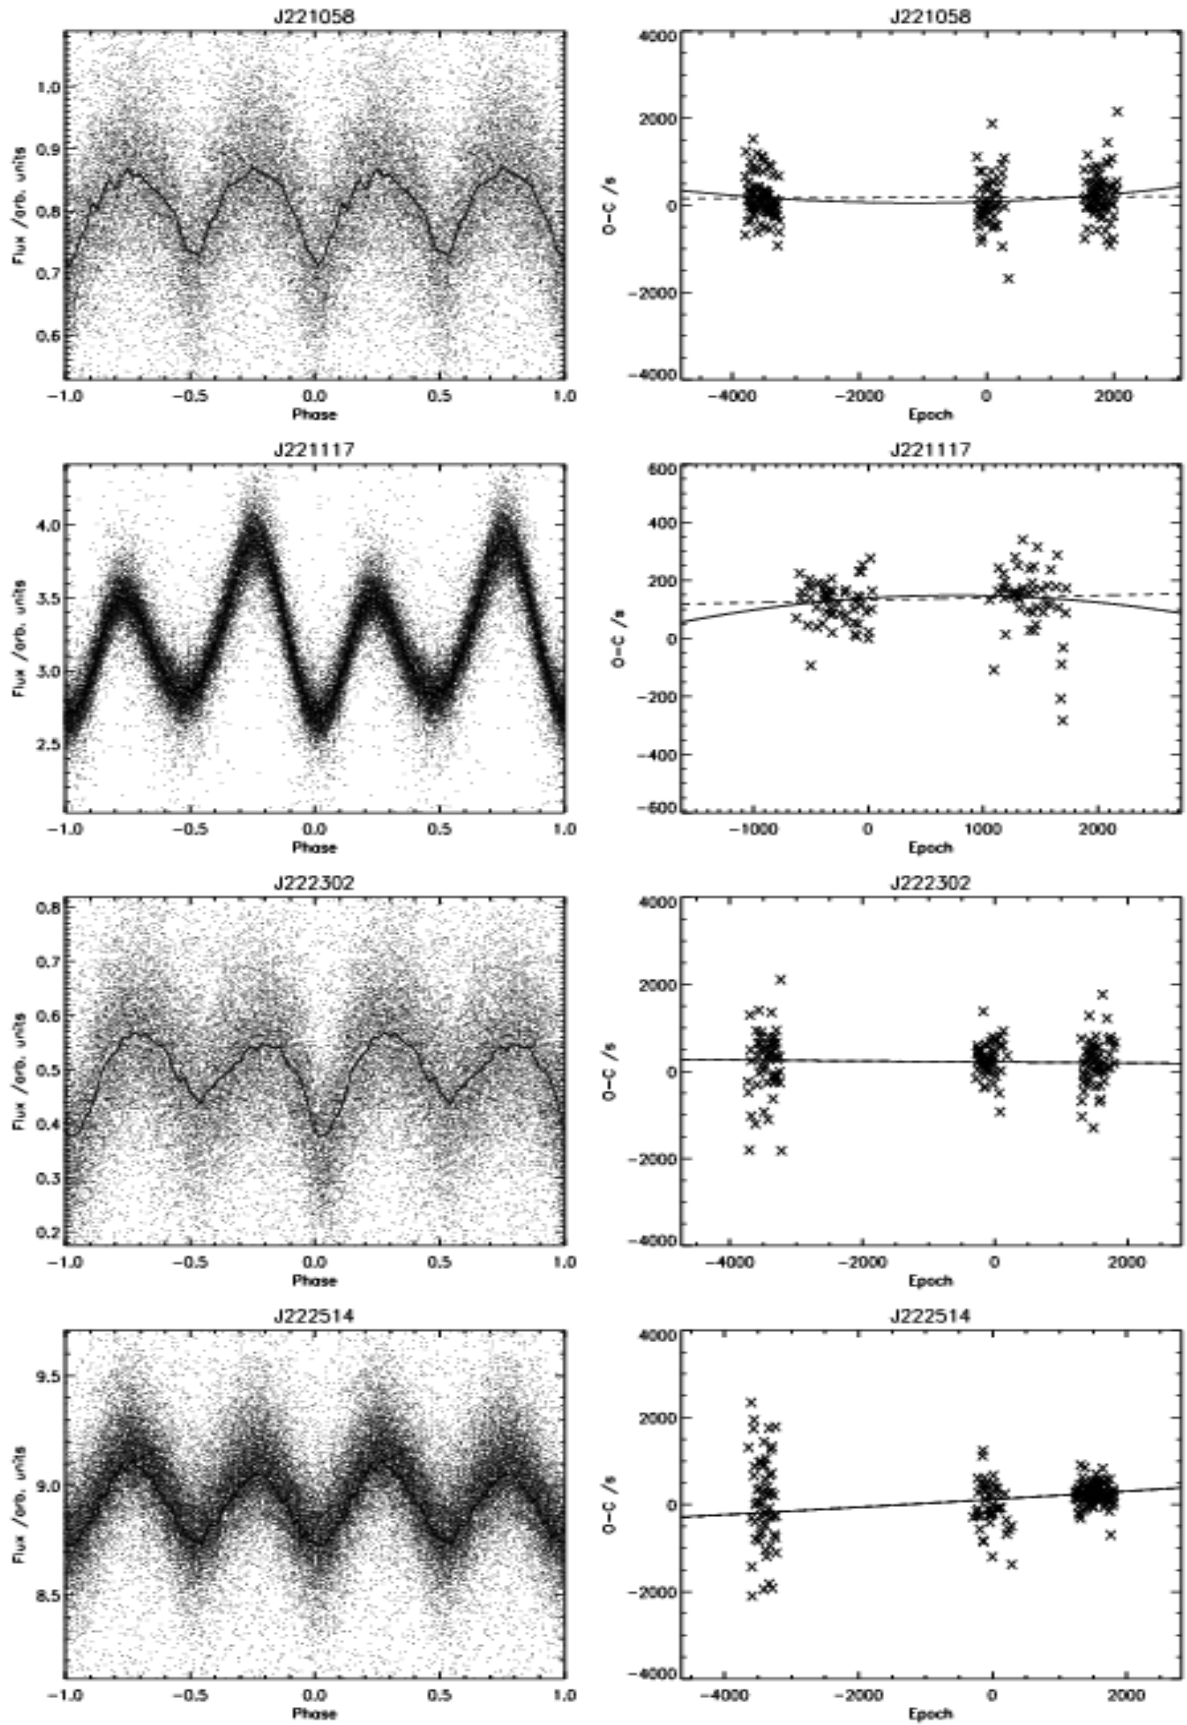 J221058
Flux /arb. units
1.0
0.9
0.8
0.7
0.6
-1.0 -0.5 0.0 0.5 1.0
Phase
J221058
O-C /s
4000
2000
0
-2000
-4000
-4000 -2000 0 2000
Epoch
J221117
Flux /arb. units
4.0
3.5
3.0
2.5
-1.0 -0.5 0.0 0.5 1.0
Phase
J221117
O-C /s
600
400
200
0
-200
-400
-600
-1000 0 1000 2000
Epoch
J222302
Flux /arb. units
0.8
0.7
0.6
0.5
0.4
0.3
0.2
-1.0 -0.5 0.0 0.5 1.0
Phase
J222302
O-C /s
4000
2000
0
-2000
-4000
-4000 -2000 0 2000
Epoch
J222514
Flux /arb. units
9.5
9.0
8.5
-1.0 -0.5 0.0 0.5 1.0
Phase
J222514
O-C /s
4000
2000
0
-2000
-4000
-4000 -2000 0 2000
Epoch